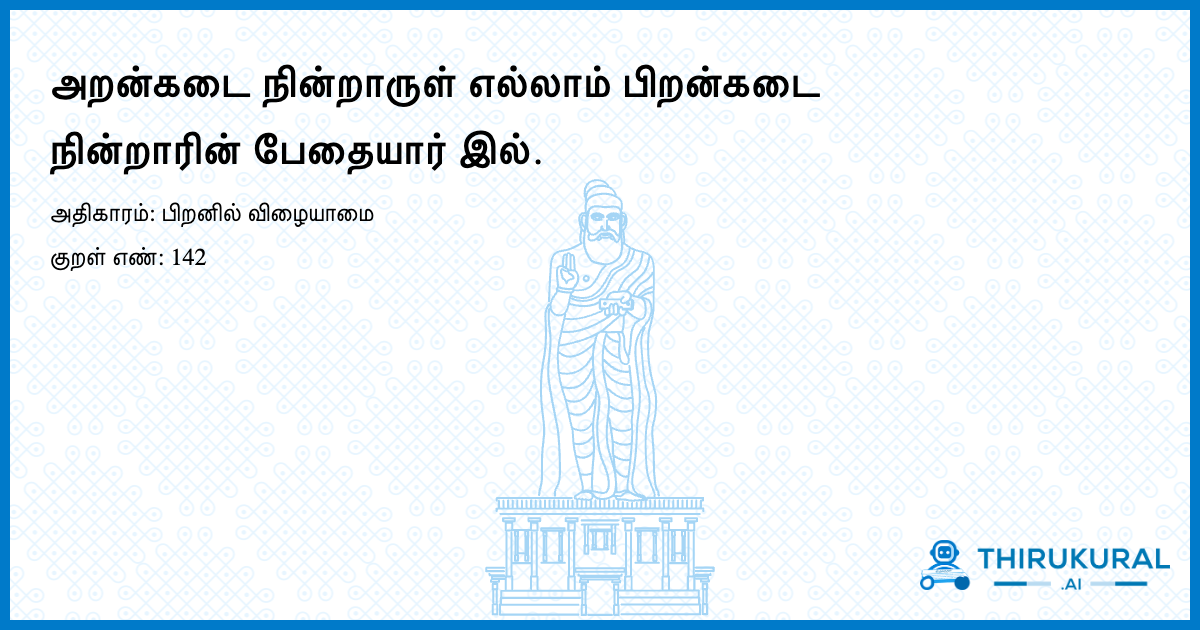 அறன்கடை நின்றாருள் எல்லாம் பிறன்கடை
நின்றாரின் பேதையார் இல்.
அதிகாரம்: பிறனில் விழையாமை
குறள் எண்: 142
THIRUKURAL
.AI